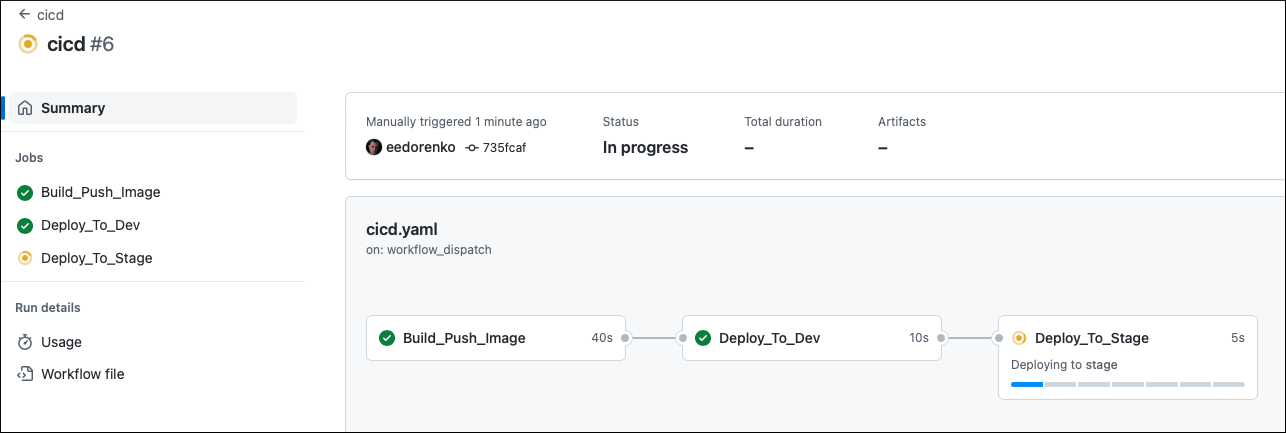 ← cicd
cicd #6
Summary
Jobs
Build_Push_Image
Deploy_To_Dev
Deploy_To_Stage
Run details
Usage
Workflow file
Manually triggered 1 minute ago
eedorenko 735fcaf
Status
In progress
Total duration
–
Artifacts
–
cicd.yaml
on: workflow_dispatch
Build_Push_Image 40s
Deploy_To_Dev 10s
Deploy_To_Stage 5s
Deploying to stage